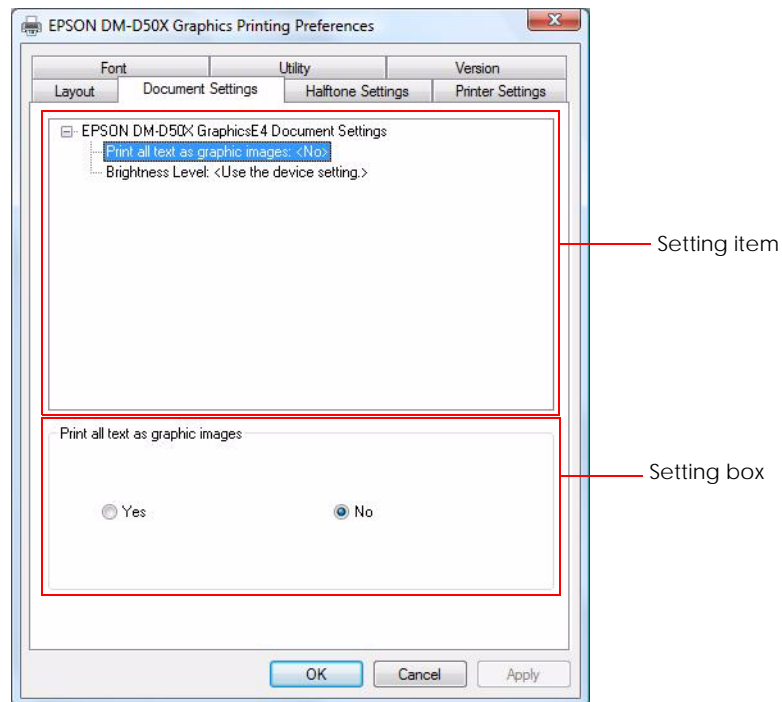 EPSON DM-D50X Graphics Printing Preferences
Font Utility Version
Layout Document Settings Halftone Settings Printer Settings
EPSON DM-D50X GraphicsE4 Document Settings
Print all text as graphic images: <No>
Brightness Level: <Use the device setting.>
Setting item
Print all text as graphic images
Setting box
Yes No
OK Cancel Apply